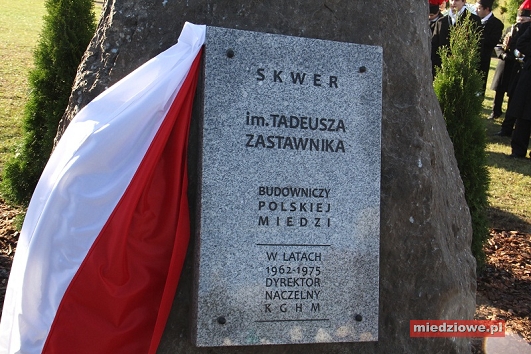 SKWER
im. TADEUSZA
ZASTAWNIKA
BUDOWNICZY
POLSKIEJ
MIEDZI
W LATACH
1962-1975
DYREKTOR
NACZELNY
KGHM
miedziowe.pl